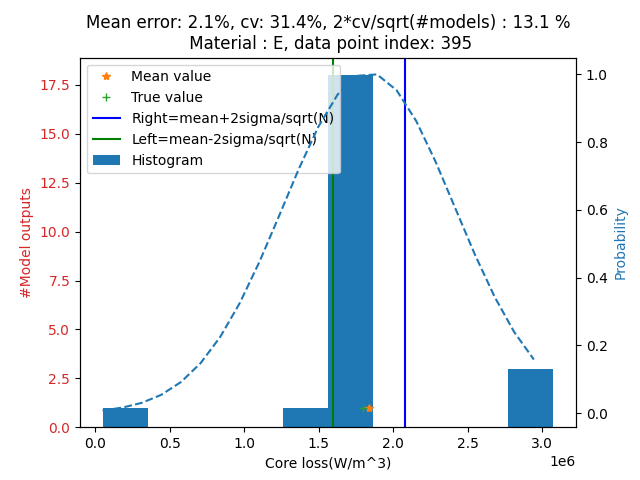 Mean error: 2.1%, cv: 31.4%, 2*cv/sqrt(#models) : 13.1 %
Material : E, data point index: 395
Mean value
True value
Right=mean+2sigma/sqrt(N)
Left=mean-2sigma/sqrt(N)
Histogram
17.5
15.0
12.5
10.0
7.5
5.0
2.5
0.0
#Model outputs
1.0
0.8
0.6
0.4
0.2
0.0
Probability
0.0 0.5 1.0 1.5 2.0 2.5 3.0
1e6
Core loss(W/m^3)